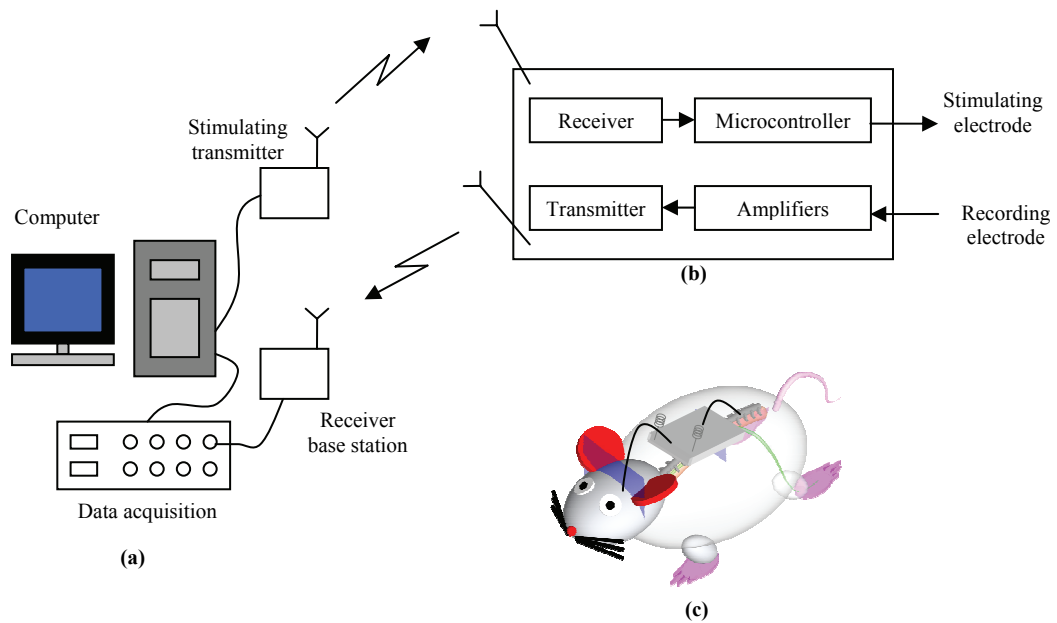 Stimulating
transmitter
Computer
Receiver
base station
Data acquisition
(a)
Receiver
Microcontroller
Stimulating
electrode
Transmitter
Amplifiers
Recording
electrode
(b)
(c)